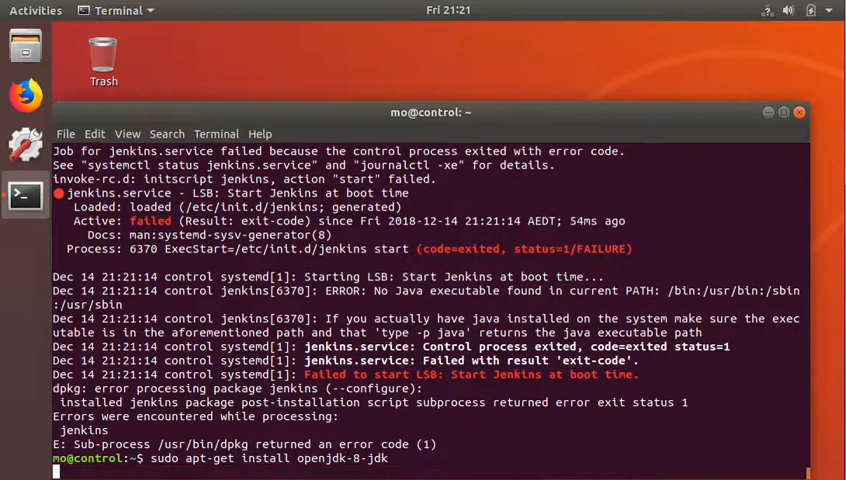 Activities Terminal Fri 21:21
Trash
mo@control: ~
File Edit View Search Terminal Help
Job for jenkins.service failed because the control process exited with error code.
See "systemctl status jenkins.service" and "journalctl -xe" for details.
invoke-rc.d: initscript jenkins, action "start" failed.
jenkins.service - LSB: Start Jenkins at boot time
Loaded: loaded (/etc/init.d/jenkins; generated)
Active: failed (Result: exit-code) since Fri 2018-12-14 21:21:14 AEDT; 54ms ago
Docs: man:systemd-sysv-generator(8)
Process: 6370 ExecStart=/etc/init.d/jenkins start (code=exited, status=1/FAILURE)
Dec 14 21:21:14 control systemd[1]: Starting LSB: Start Jenkins at boot time...
Dec 14 21:21:14 control jenkins[6370]: ERROR: No Java executable found in current PATH: /bin:/usr/bin:/sbin
:/usr/sbin
Dec 14 21:21:14 control jenkins[6370]: If you actually have java installed on the system make sure the exec
utable is in the aforementioned path and that 'type -p java' returns the java executable path
Dec 14 21:21:14 control systemd[1]: jenkins.service: Control process exited, code=exited status=1
Dec 14 21:21:14 control systemd[1]: jenkins.service: Failed with result 'exit-code'.
Dec 14 21:21:14 control systemd[1]: Failed to start LSB: Start Jenkins at boot time.
dpkg: error processing package jenkins (--configure):
installed jenkins package post-installation script subprocess returned error exit status 1
Errors were encountered while processing:
jenkins
E: Sub-process /usr/bin/dpkg returned an error code (1)
mo@control:~$ sudo apt-get install openjdk-8-jdk